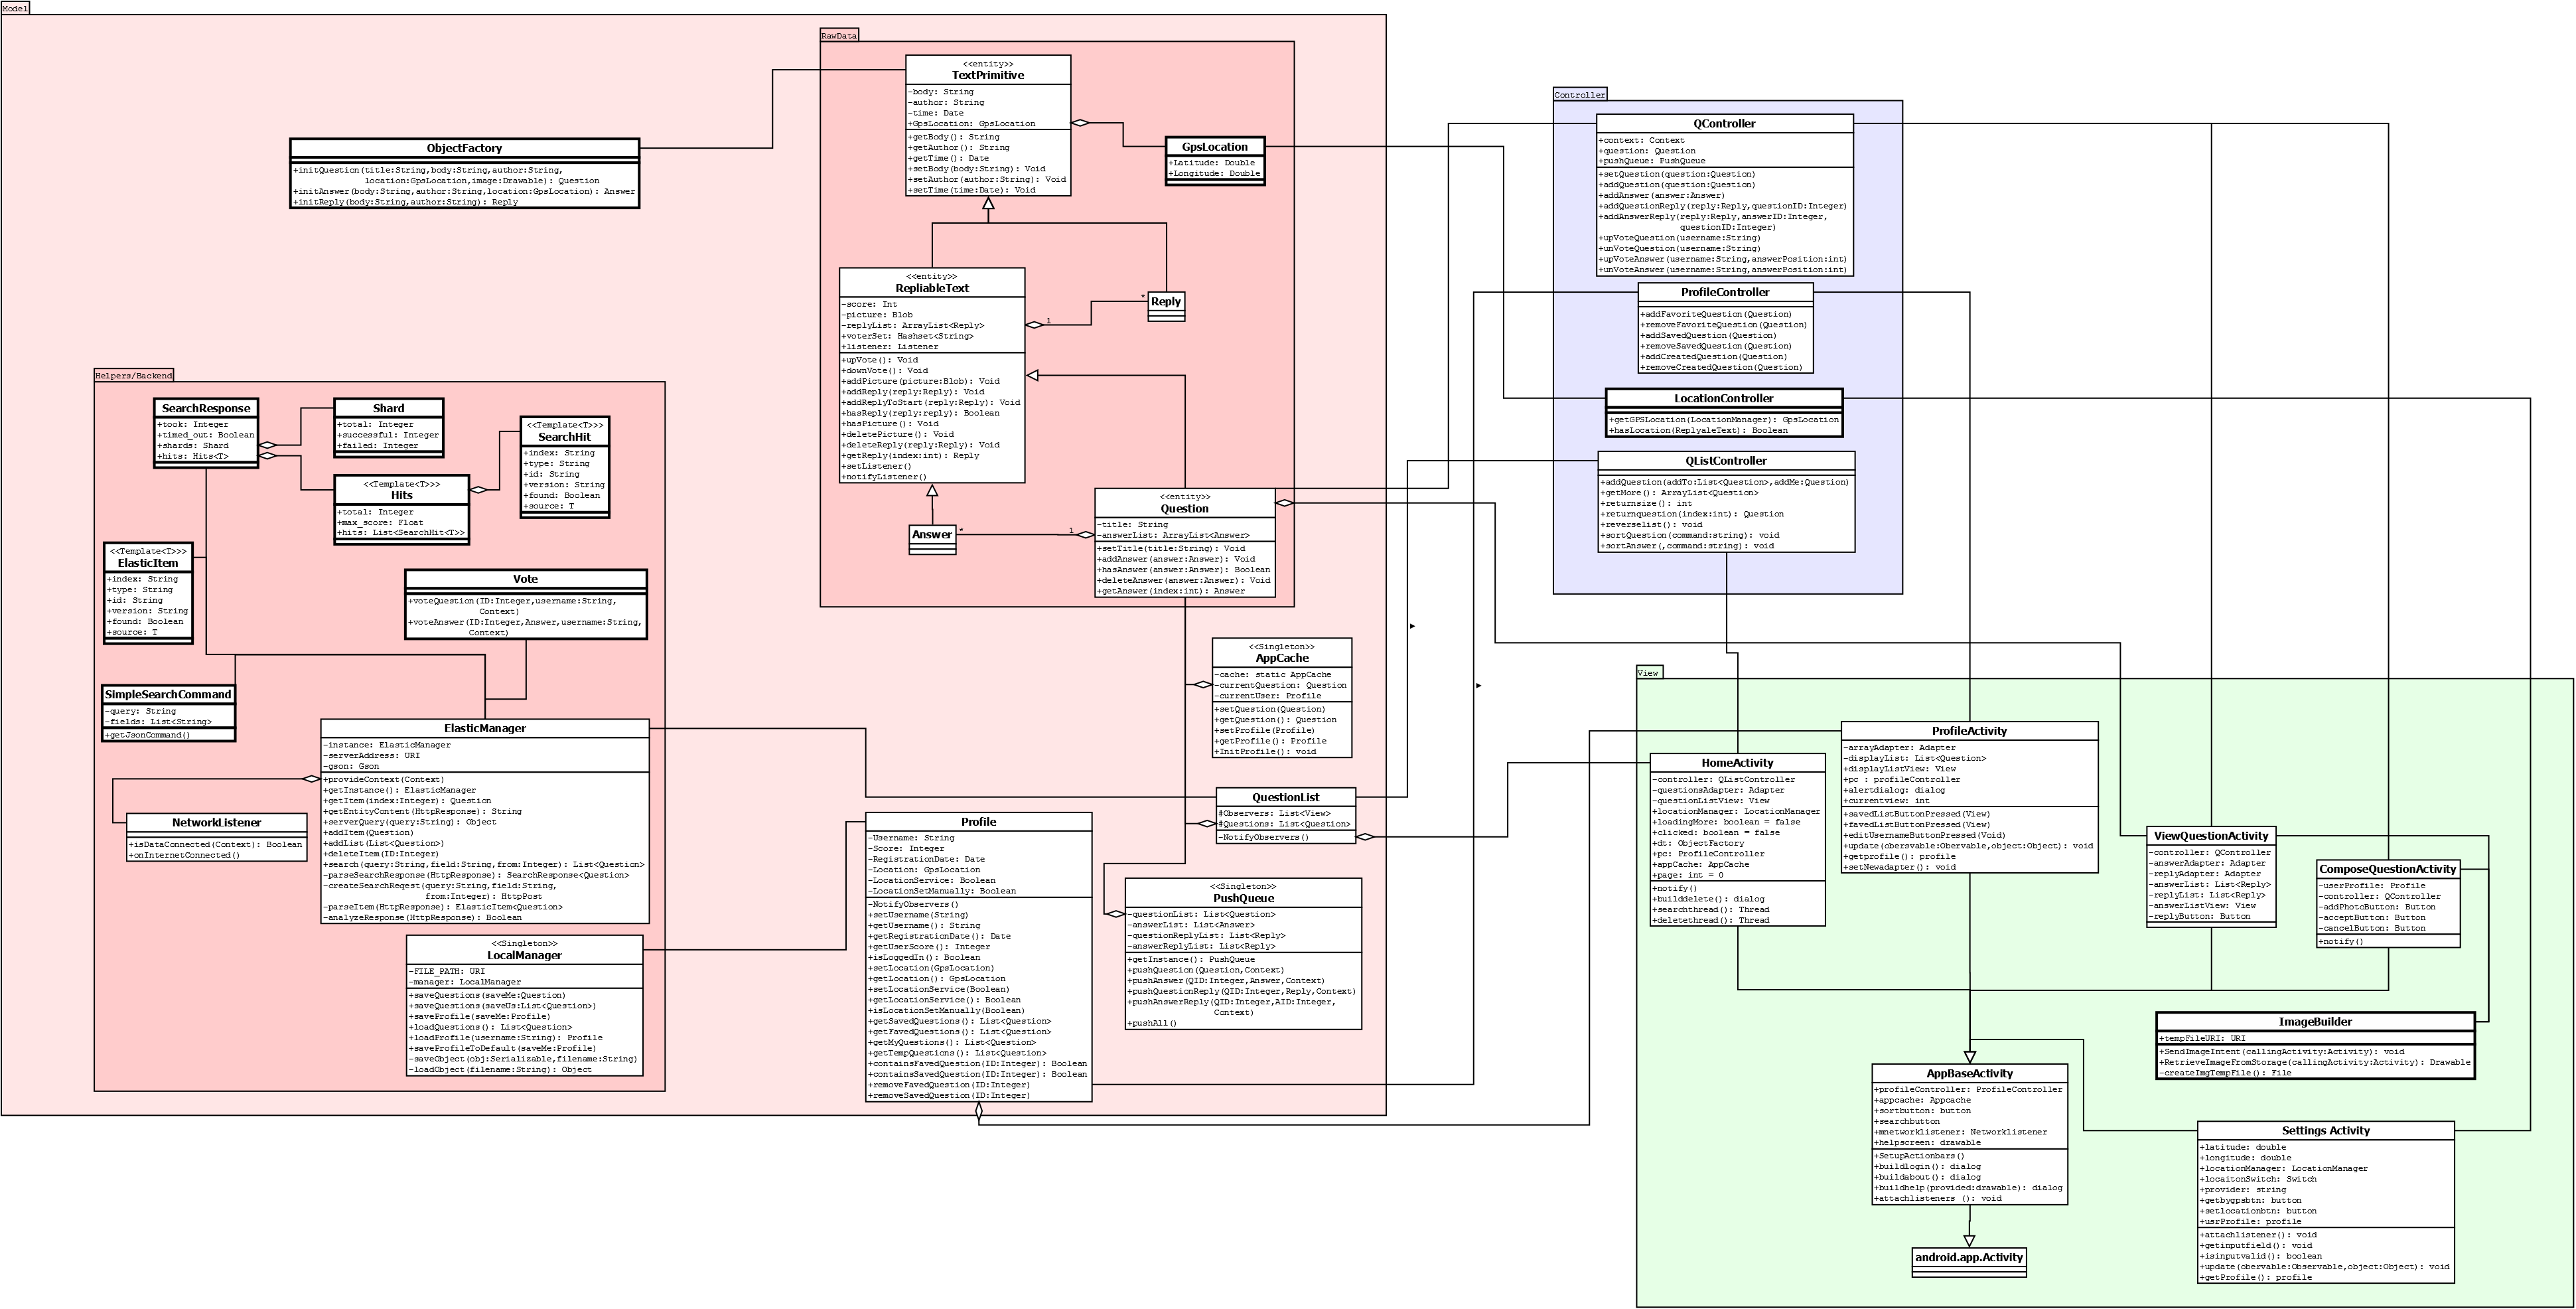 Model
RawData
<<entity>>
TextPrimitive
-body: String
-author: String
-time: Date
+GpsLocation: GpsLocation
+getBody(): String
+getAuthor(): String
+getTime(): Date
+setBody(body:String): Void
+setAuthor(author:String): Void
+setTime(time:Date): Void
GpsLocation
+Latitude: Double
+Longitude: Double
ObjectFactory
+initQuestion(title:String,body:String,author:String,
location:GpsLocation,image:Drawable): Question
+initAnswer(body:String,author:String,location:GpsLocation): Answer
+initReply(body:String,author:String): Reply
<<entity>>
RepliableText
-score: Int
-picture: Blob
-replyList: ArrayList<Reply>
+voterSet: Hashset<String>
+listener: Listener
+upVote(): Void
+downVote(): Void
+addPicture(picture:Blob): Void
+addReply(reply:Reply): Void
+addReplyToStart(reply:Reply): Void
+hasReply(reply:reply): Boolean
+hasPicture(): Void
+deletePicture(): Void
+deleteReply(reply:Reply): Void
+getReply(index:int): Reply
+setListener()
+notifyListener()
1
*
Reply
Answer
*
1
<<entity>>
Question
-title: String
-answerList: ArrayList<Answer>
+setTitle(title:String): Void
+addAnswer(answer:Answer): Void
+hasAnswer(answer:Answer): Boolean
+deleteAnswer(answer:Answer): Void
+getAnswer(index:int): Answer
Helpers/Backend
SearchResponse
+took: Integer
+timed_out: Boolean
+shards: Shard
+hits: Hits<T>
Shard
+total: Integer
+successful: Integer
+failed: Integer
<<Template<T>>>
SearchHit
+index: String
+type: String
+id: String
+version: String
+found: Boolean
+source: T
<<Template<T>>>
Hits
+total: Integer
+max_score: Float
+hits: List<SearchHit<T>>
<<Template<T>>>
ElasticItem
+index: String
+type: String
+id: String
+version: String
+found: Boolean
+source: T
Vote
+voteQuestion(ID:Integer,username:String,
Context)
+voteAnswer(ID:Integer,Answer,username:String,
Context)
SimpleSearchCommand
-query: String
-fields: List<String>
+getJsonCommand()
ElasticManager
-instance: ElasticManager
-serverAddress: URI
-gson: Gson
+provideContext(Context)
+getInstance(): ElasticManager
+getItem(index:Integer): Question
+getEntityContent(HttpResponse): String
+serverQuery(query:String): Object
+addItem(Question)
+addList(List<Question>)
+deleteItem(ID:Integer)
+search(query:String,field:String,from:Integer): List<Question>
-parseSearchResponse(HttpResponse): SearchResponse<Question>
-createSearchReqest(query:String,field:String,
from:Integer): HttpPost
-parseItem(HttpResponse): ElasticItem<Question>
-analyzeResponse(HttpResponse): Boolean
NetworkListener
+isDataConnected(Context): Boolean
+onInternetConnected()
<<Singleton>>
LocalManager
-FILE_PATH: URI
-manager: LocalManager
+saveQuestions(saveMe:Question)
+saveQuestions(saveUs:List<Question>)
+saveProfile(saveMe:Profile)
+loadQuestions(): List<Question>
+loadProfile(username:String): Profile
+saveProfileToDefault(saveMe:Profile)
-saveObject(obj:Serializable,filename:String)
-loadObject(filename:String): Object
<<Singleton>>
AppCache
-cache: static AppCache
-currentQuestion: Question
-currentUser: Profile
+setQuestion(Question)
+getQuestion(): Question
+setProfile(Profile)
+getProfile(): Profile
+InitProfile(): void
QuestionList
#Observers: List<View>
#Questions: List<Question>
-NotifyObservers()
Profile
-Username: String
-Score: Integer
-RegistrationDate: Date
-Location: GpsLocation
-LocationService: Boolean
-LocationSetManually: Boolean
-NotifyObservers()
+setUsername(String)
+getUsername(): String
+getRegistrationDate(): Date
+getUserScore(): Integer
+isLoggedIn(): Boolean
+setLocation(GpsLocation)
+getLocation(): GpsLocation
+setLocationService(Boolean)
+getLocationService(): Boolean
+isLocationSetManually(Boolean)
+getSavedQuestions(): List<Question>
+getFavedQuestions(): List<Question>
+getMyQuestions(): List<Question>
+getTempQuestions(): List<Question>
+containsFavedQuestion(ID:Integer): Boolean
+containsSavedQuestion(ID:Integer): Boolean
+removeFavedQuestion(ID:Integer)
+removeSavedQuestion(ID:Integer)
<<Singleton>>
PushQueue
-questionList: List<Question>
-answerList: List<Answer>
-questionReplyList: List<Reply>
-answerReplyList: List<Reply>
+getInstance(): PushQueue
+pushQuestion(Question,Context)
+pushAnswer(QID:Integer,Answer,Context)
+pushQuestionReply(QID:Integer,Reply,Context)
+pushAnswerReply(QID:Integer,AID:Integer,
Context)
+pushAll()
Controller
QController
+context: Context
+question: Question
+pushQueue: PushQueue
+setQuestion(question:Question)
+addQuestion(question:Question)
+addAnswer(answer:Answer)
+addQuestionReply(reply:Reply,questionID:Integer)
+addAnswerReply(reply:Reply,answerID:Integer,
questionID:Integer)
+upVoteQuestion(username:String)
+unVoteQuestion(username:String)
+upVoteAnswer(username:String,answerPosition:int)
+unVoteAnswer(username:String,answerPosition:int)
ProfileController
+addFavoriteQuestion(Question)
+removeFavoriteQuestion(Question)
+addSavedQuestion(Question)
+removeSavedQuestion(Question)
+addCreatedQuestion(Question)
+removeCreatedQuestion(Question)
LocationController
+getGPSLocation(LocationManager): GpsLocation
+hasLocation(ReplyaleText): Boolean
QListController
+addQuestion(addTo:List<Question>,addMe:Question)
+getMore(): ArrayList<Question>
+returnsize(): int
+returnquestion(index:int): Question
+reverselist(): void
+sortQuestion(command:string): void
+sortAnswer(,command:string): void
View
HomeActivity
-controller: QListController
-questionsAdapter: Adapter
-questionListView: View
+locationManager: LocationManager
+loadingMore: boolean = false
+clicked: boolean = false
+dt: ObjectFactory
+pc: ProfileController
+appCache: AppCache
+page: int = 0
+notify()
+builddelete(): dialog
+searchthread(): Thread
+deletethread(): Thread
ProfileActivity
-arrayAdapter: Adapter
-displayList: List<Question>
+displayListView: View
+pc : profileController
+alertdialog: dialog
+currentview: int
+savedListButtonPressed(View)
+favedListButtonPressed(View)
+editUsernameButtonPressed(Void)
+update(obersvable:Obervable,object:Object): void
+getprofile(): profile
+setNewadapter(): void
ViewQuestionActivity
-controller: QController
-answerAdapter: Adapter
-replyAdapter: Adapter
-answerList: List<Reply>
-replyList: List<Reply>
-answerListView: View
-replyButton: Button
ComposeQuestionActivity
-userProfile: Profile
-controller: QController
-addPhotoButton: Button
-acceptButton: Button
-cancelButton: Button
+notify()
ImageBuilder
+tempFileURI: URI
+SendImageIntent(callingActivity:Activity): void
+RetrieveImageFromStorage(callingActivity:Activity): Drawable
-createImgTempFile(): File
AppBaseActivity
+profileController: ProfileController
+appcache: Appcache
+sortbutton: button
+searchbutton
+mnetworklistener: Networklistener
+helpscreen: drawable
+SetupActionbars()
+buildlogin(): dialog
+buildabout(): dialog
+buildhelp(provided:drawable): dialog
+attachlisteners (): void
android.app.Activity
Settings Activity
+latitude: double
+longitude: double
+locationManager: LocationManager
+locaitonSwitch: Switch
+provider: string
+getbygpsbtn: button
+setlocationbtn: button
+usrProfile: profile
+attachlistener(): void
+getinputfield(): void
+isinputvalid(): boolean
+update(obervable:Observable,object:Object): void
+getProfile(): profile